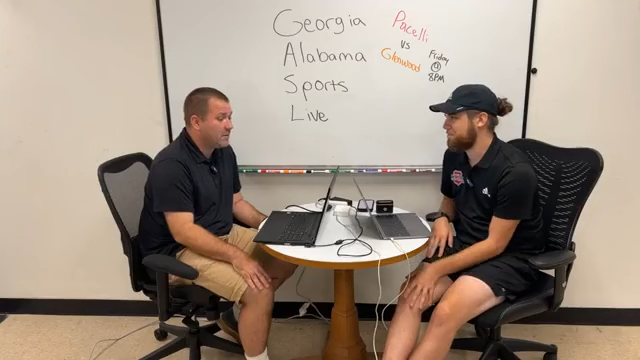 Georgia
Alabama
Sports
Live
Pacelli
vs
Glenwood
Friday
@
8PM